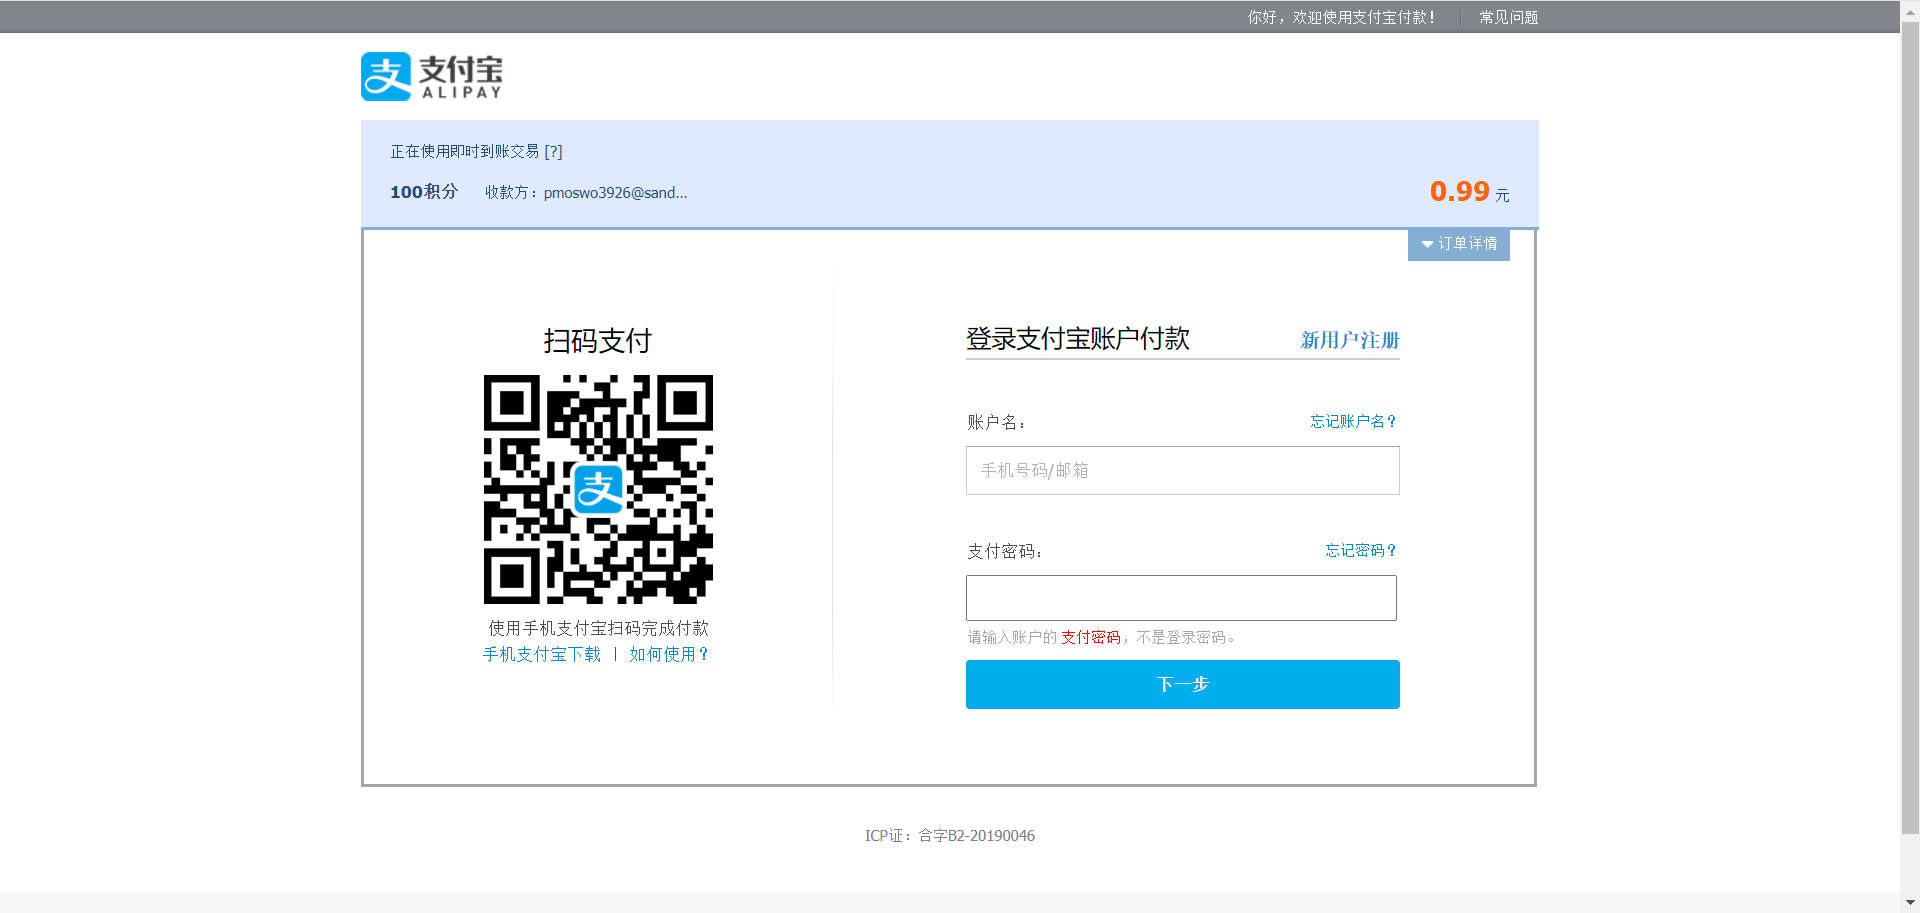 你好，欢迎使用支付宝付款！ 常见问题
支 支付宝
ALIPAY
正在使用即时到账交易 [?]
100积分 收款方：pmoswo3926@sand... 0.99 元
订单详情
扫码支付
支
使用手机支付宝扫码完成付款
手机支付宝下载 | 如何使用？
登录支付宝账户付款 新用户注册
账户名： 忘记账户名？
手机号码/邮箱
支付密码： 忘记密码？
请输入账户的 支付密码，不是登录密码。
下一步
ICP证：合字B2-20190046